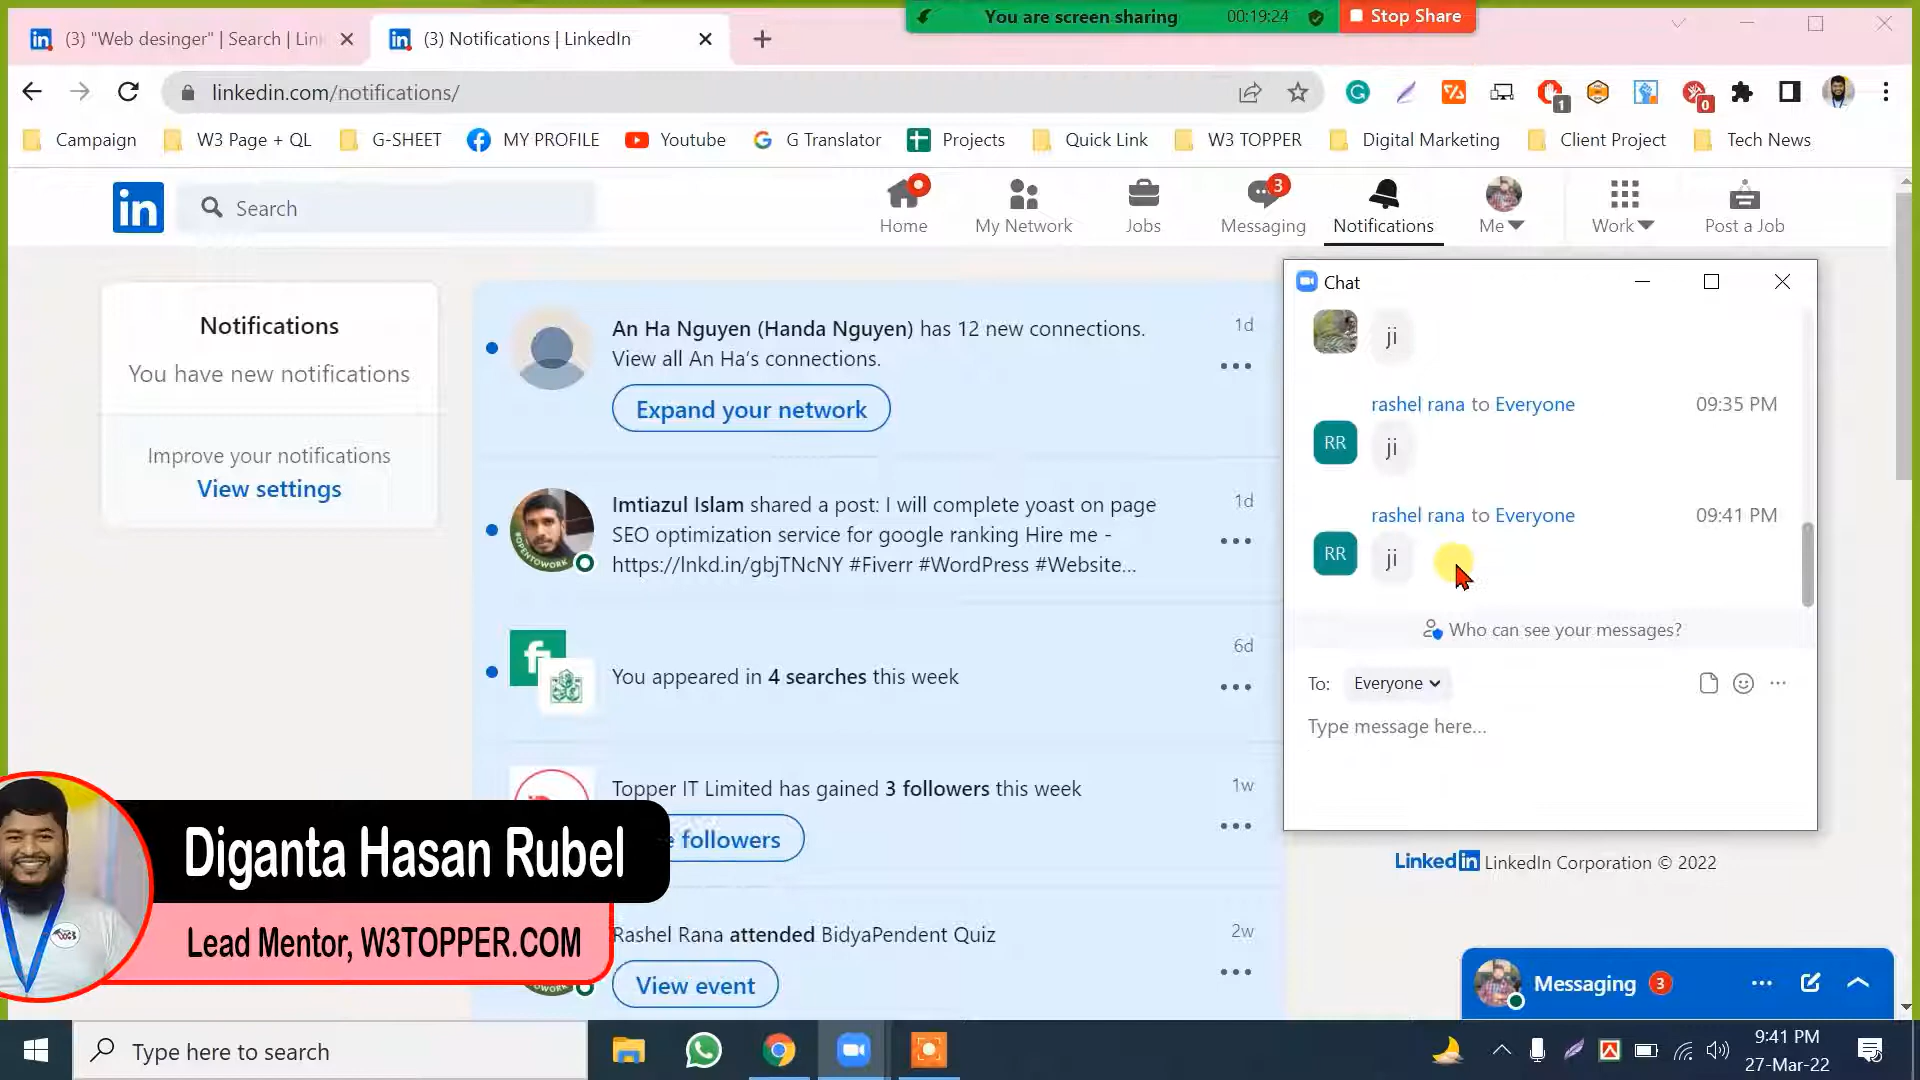 You are screen sharing 00:19:24 Stop Share
(3) "Web desinger" | Search | Lin
(3) Notifications | LinkedIn
linkedin.com/notifications/
1
0
Campaign W3 Page + QL G-SHEET MY PROFILE Youtube G Translator Projects Quick Link W3 TOPPER Digital Marketing Client Project Tech News
in Search
Home My Network Jobs Messaging 3 Notifications Me Work Post a Job
Notifications
You have new notifications
Improve your notifications
View settings
An Ha Nguyen (Handa Nguyen) has 12 new connections.
View all An Ha's connections.
1d
Expand your network
Imtiazul Islam shared a post: I will complete yoast on page
SEO optimization service for google ranking Hire me -
https://lnkd.in/gbjTNcNY #Fiverr #WordPress #Website...
1d
#OPENTOWORK
You appeared in 4 searches this week
6d
Topper IT Limited has gained 3 followers this week
1w
followers
Rashel Rana attended BidyaPendent Quiz
2w
View event
Chat
ji
rashel rana to Everyone 09:35 PM
RR ji
rashel rana to Everyone 09:41 PM
RR ji
Who can see your messages?
To: Everyone
Type message here...
LinkedIn LinkedIn Corporation © 2022
Messaging 3
Diganta Hasan Rubel
Lead Mentor, W3TOPPER.COM
Type here to search
9:41 PM
27-Mar-22